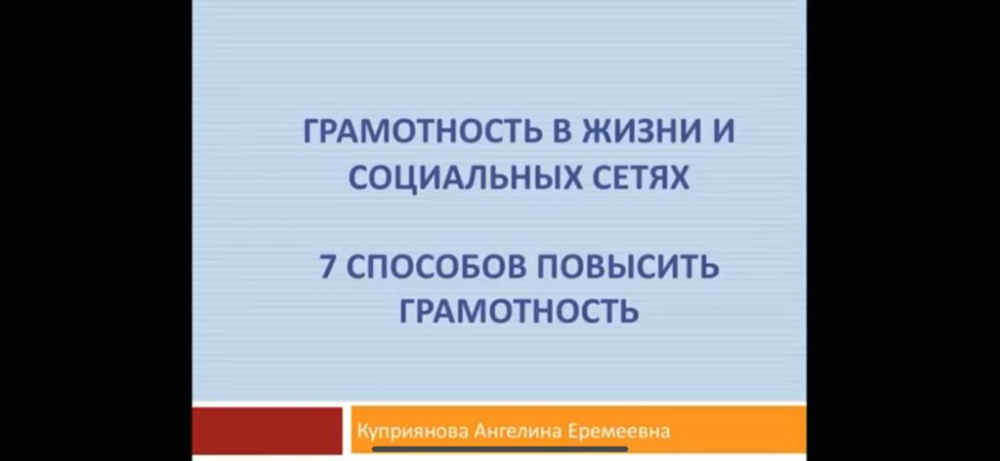 ГРАМОТНОСТЬ В ЖИЗНИ И
СОЦИАЛЬНЫХ СЕТЯХ
7 СПОСОБОВ ПОВЫСИТЬ
ГРАМОТНОСТЬ
Куприянова Ангелина Еремеевна